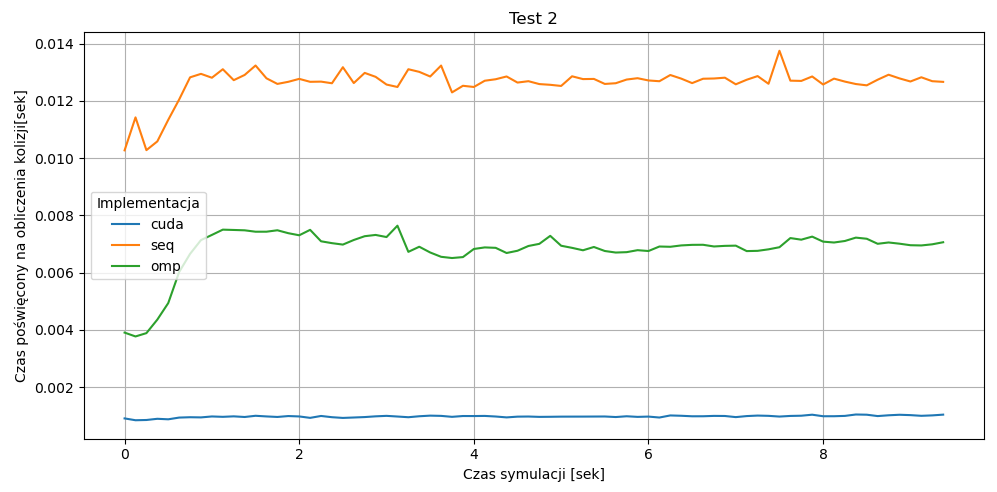 Test 2
Czas poświęcony na obliczenia kolizji[sek]
0.014
0.012
0.010
0.008
0.006
0.004
0.002
Implementacja
cuda
seq
omp
0 2 4 6 8
Czas symulacji [sek]